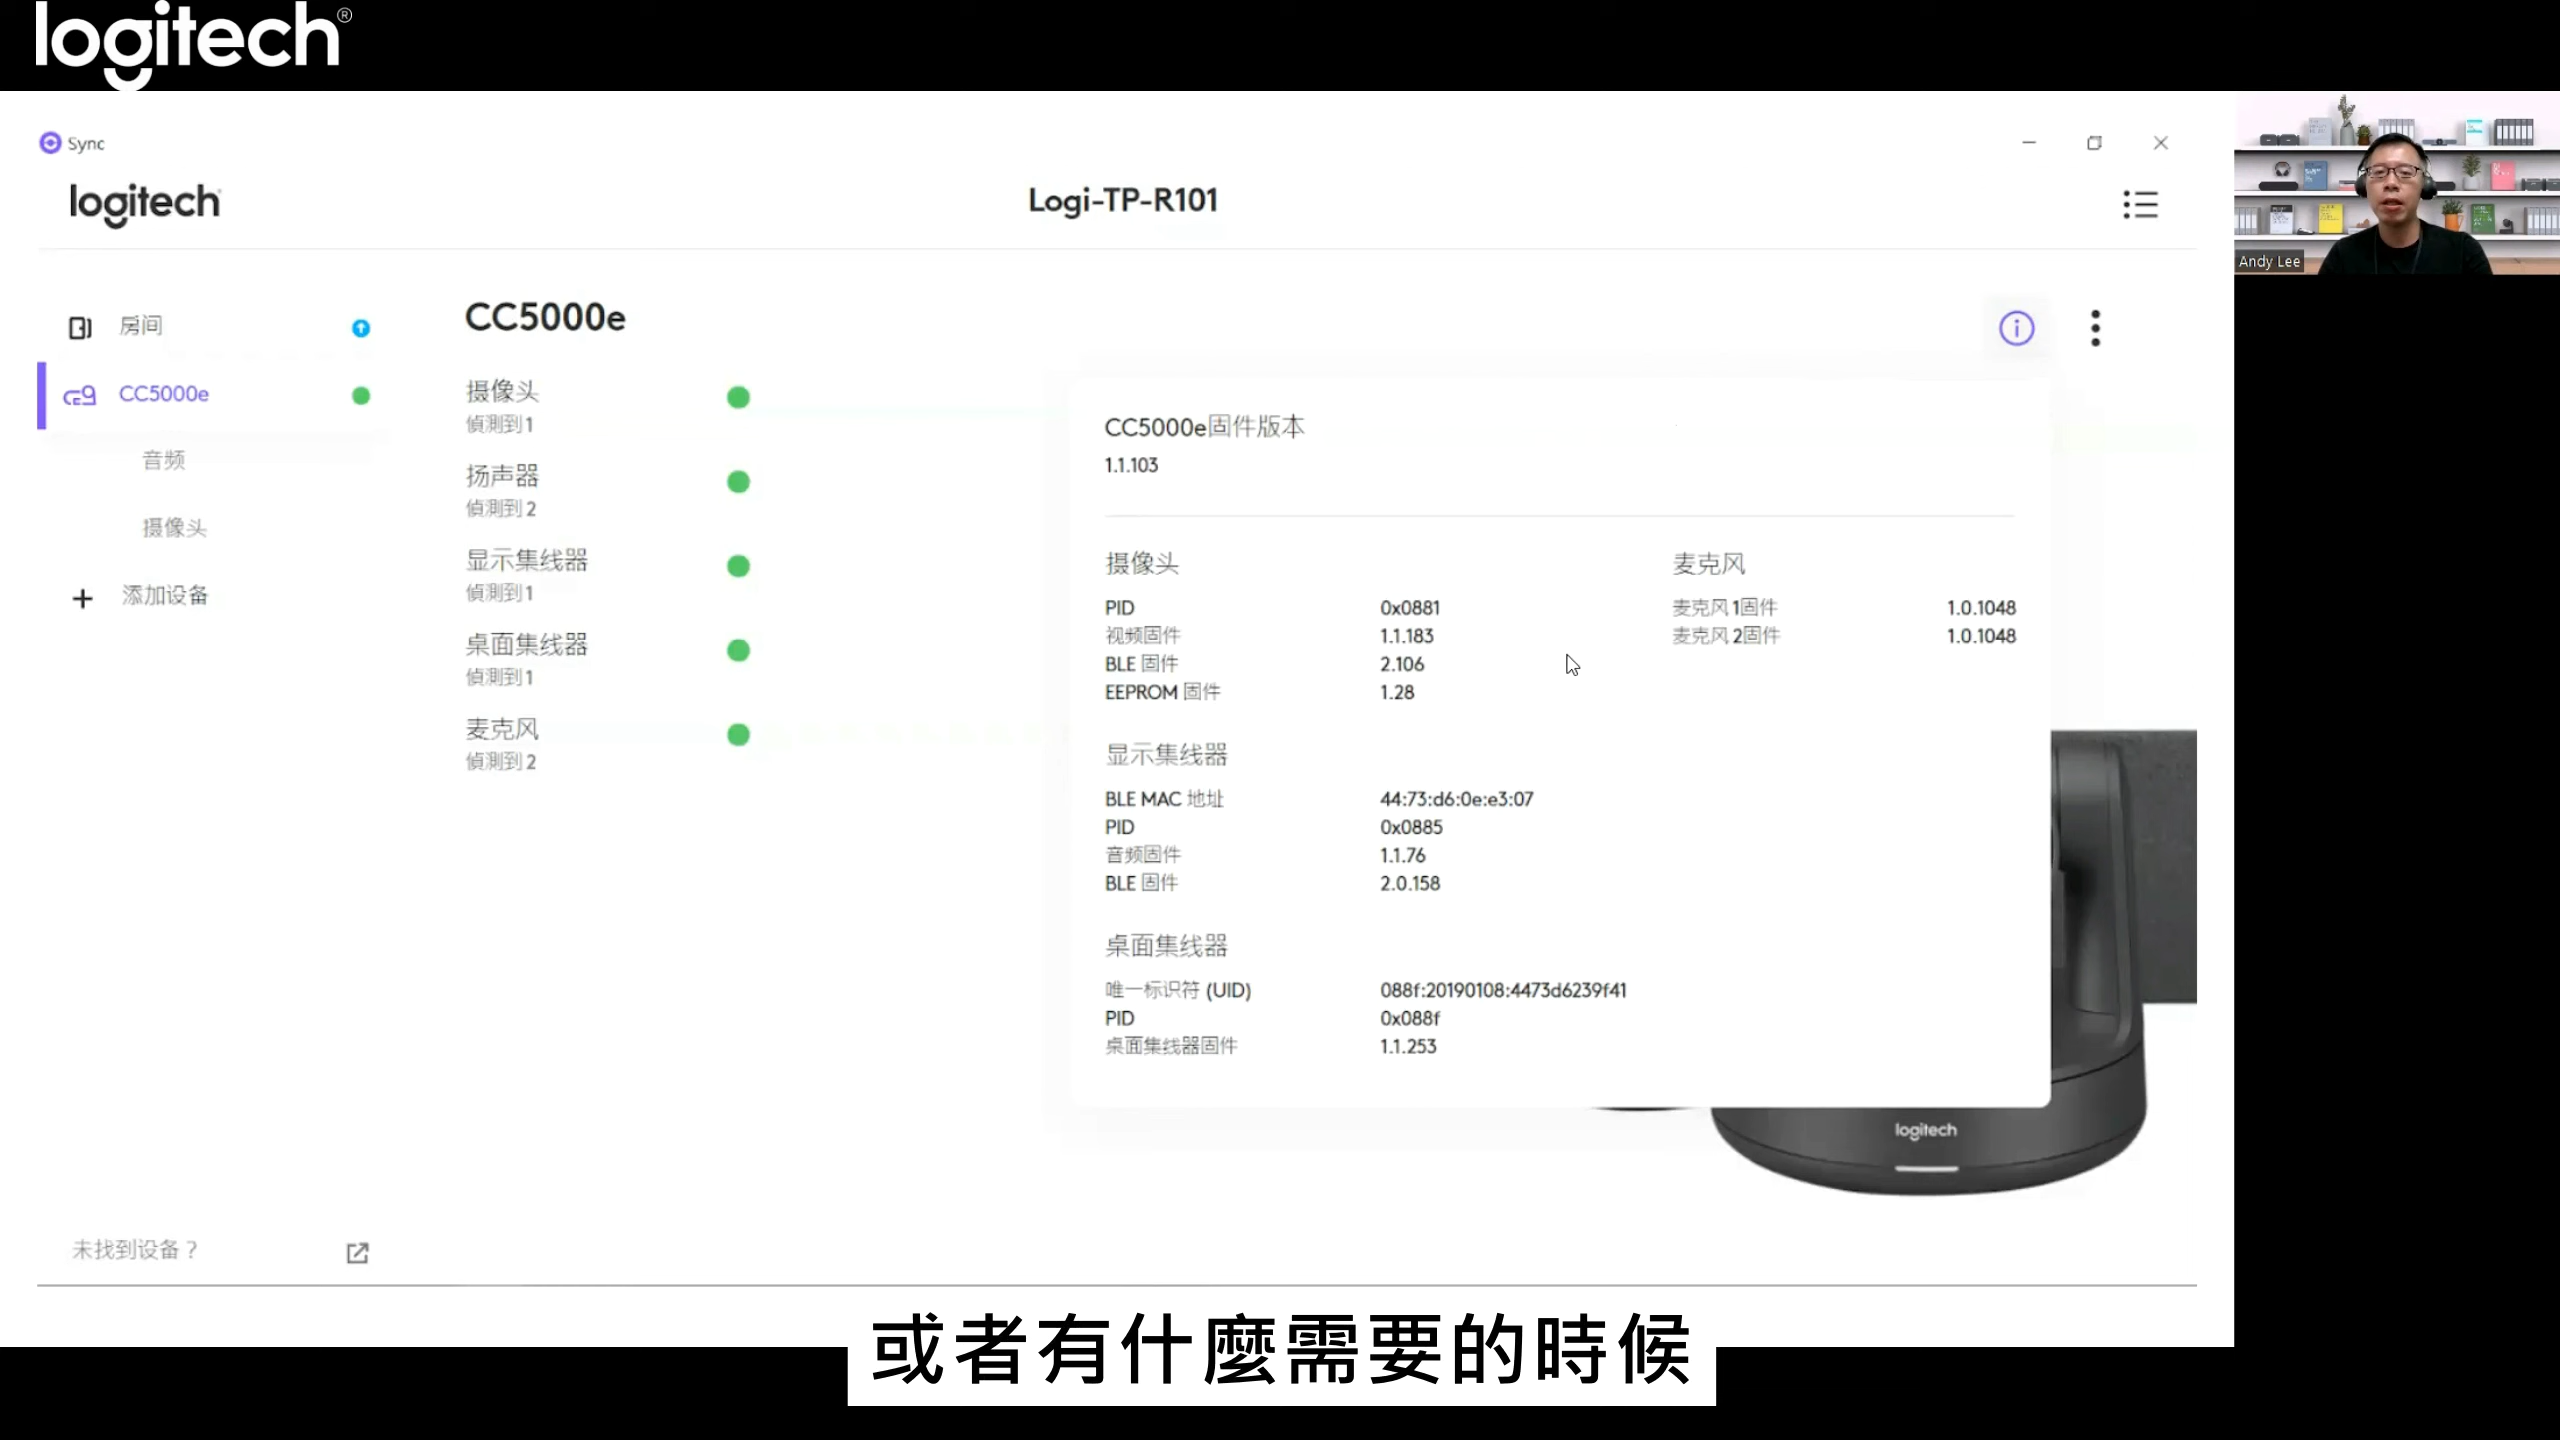 logitech®
Sync
logitech
Logi-TP-R101
Andy Lee
房间
CC5000e
音频
摄像头
添加设备
未找到设备？
CC5000e
摄像头
偵測到 1
扬声器
偵測到 2
显示集线器
偵測到 1
桌面集线器
偵測到 1
麦克风
偵測到 2
CC5000e固件版本
1.1.103
摄像头
PID 0x0881
视频固件 1.1.183
BLE 固件 2.106
EEPROM 固件 1.28
麦克风
麦克风 1固件 1.0.1048
麦克风 2固件 1.0.1048
显示集线器
BLE MAC 地址 44:73:d6:0e:e3:07
PID 0x0885
音频固件 1.1.76
BLE 固件 2.0.158
桌面集线器
唯一标识符 (UID) 088f:20190108:4473d6239f41
PID 0x088f
桌面集线器固件 1.1.253
logitech
或者有什麼需要的時候